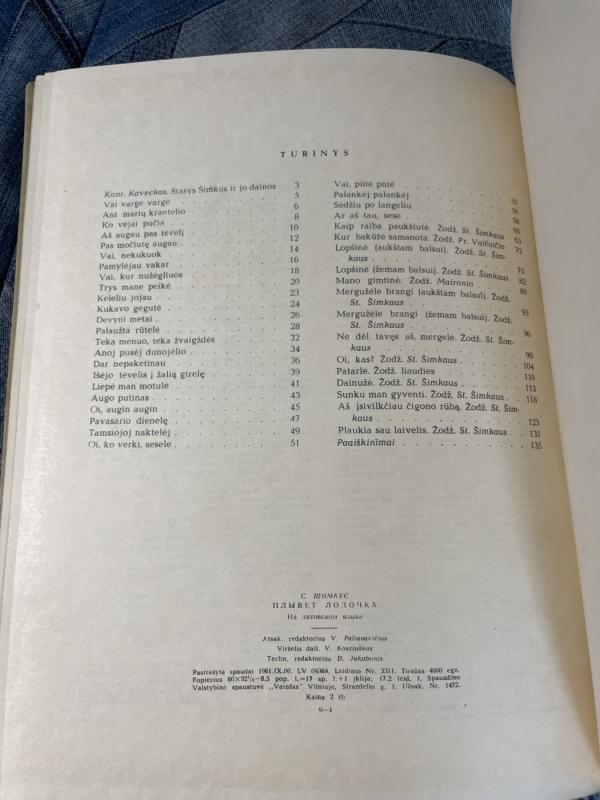 TURINYS
Konr. Kaveckas. Stasys Šimkus ir jo dainos 3
Vai varge varge 5
Ant marių krantelio 6
Ko vėjai pučia 8
Aš augau pas tėvelį 10
Pas močiutę augau 12
Vai, nekukuok 14
Pamylėjau vakar 16
Vai, kur nužėgliuos 18
Trys mane peikė 20
Keleliu jojau 23
Kukavo gegutė 24
Devyni metai 26
Palaužta rūtelė 28
Teka mėnuo, teka žvaigždės 32
Anoj pusėj dunojėlio 34
Dar nepaketinau 36
Išėjo tėvelis į žalią girelę 39
Liepė man motulė 41
Augo putinas 43
Oi, augin augin 45
Pavasario dienelę 47
Tamsiojoj naktelėj 49
Oi, ko verki, sesele 51
Vai, pūtė pūtė
Palankėj palankėj 55
Sėdžiu po langeliu 56
Ar aš tau, sese 58
Kaip raiba paukštutė. Žodž. St. Šimkaus 60
Kur bakūžė samanota. Žodž. Pr. Vaičaičio 63
Lopšinė (aukštam balsui). Žodž. St. Šim- 72
kaus
Lopšinė (žemam balsui). Žodž. St. Šimkaus 75
Mano gimtinė. Žodž. Maironio 82
Mergužėle brangi (aukštam balsui). Žodž. 89
St. Šimkaus
Mergužėle brangi (žemam balsui). Žodž. 93
St. Šimkaus
Ne dėl tavęs aš, mergelė. Žodž. St. Šim- 96
kaus
Oi, kas? Žodž. St. Šimkaus 98
Patarlė. Žodž. liaudies 104
Dainužė. Žodž. St. Šimkaus 110
Sunku man gyventi. Žodž. St. Šimkaus 113
Aš įsivilkčiau čigono rūbą. Žodž. St. Šim- 118
kaus 123
Plaukia sau laivelis. Žodž. St. Šimkaus 131
Paaiškinimai 135
С. ШИМКУС
ПЛЫВЕТ ЛОДОЧКА
На литовском языке
Atsak. redaktorius V. Palianavičius
Viršelis dail. V. Kosciuškos
Techn. redaktorius D. Jakubonis
Pasirašyta spaudai 1961.IX.00. LV Leidinio Nr. 3311. Tiražas 4000 egz.
Popierius 60×92¹/₈=8,5 pop. l.=17 sp. l.+1 įklija; 17,2 leid. l. Spaudino
Valstybinė spaustuvė „Vaizdas" Vilniuje, Strazdelio g. 1. Užsak. Nr. 1472.
Kaina 2 rb
9—1